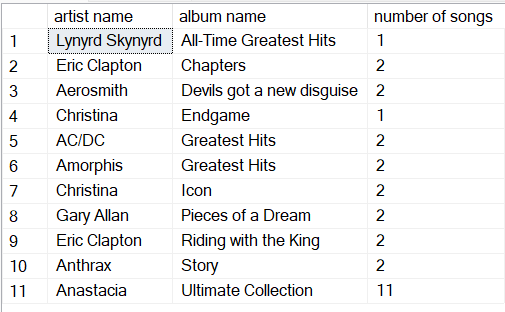 artist name album name number of songs
1 Lynyrd Skynyrd All-Time Greatest Hits 1
2 Eric Clapton Chapters 2
3 Aerosmith Devils got a new disguise 2
4 Christina Endgame 1
5 AC/DC Greatest Hits 2
6 Amorphis Greatest Hits 2
7 Christina Icon 2
8 Gary Allan Pieces of a Dream 2
9 Eric Clapton Riding with the King 2
10 Anthrax Story 2
11 Anastacia Ultimate Collection 11